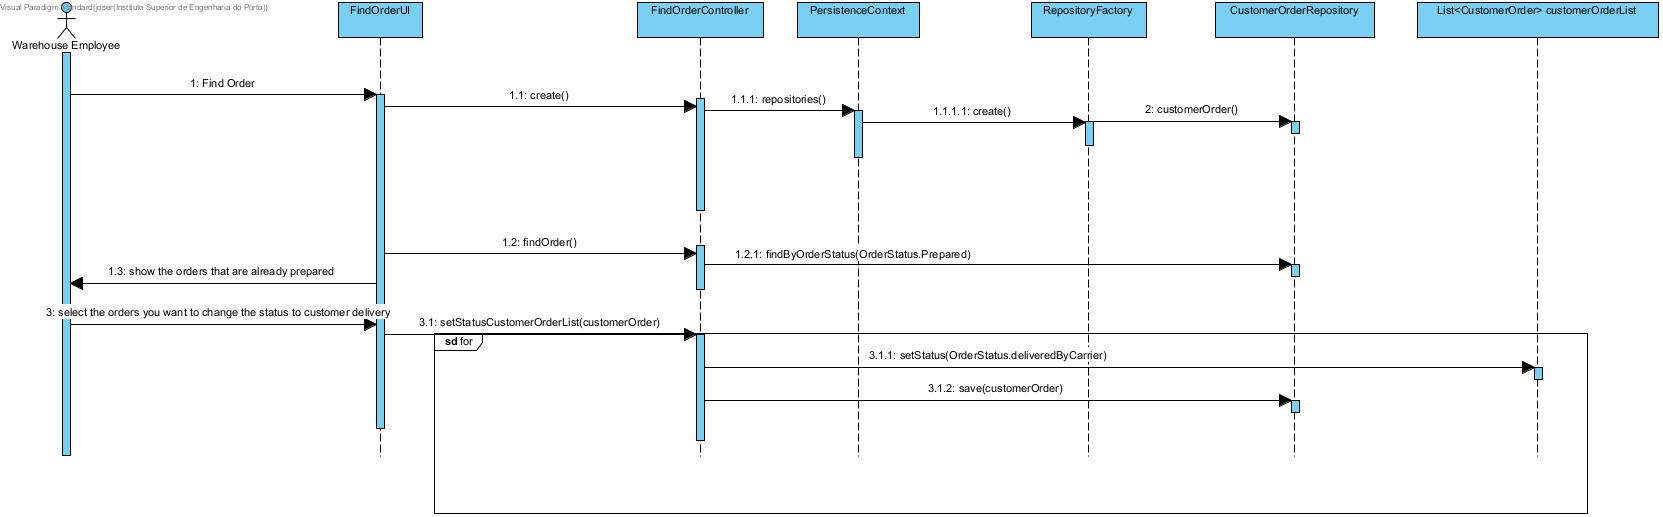 Visual Paradigm Standard(joser(Instituto Superior de Engenharia do Porto))
Warehouse Employee
FindOrderUI
FindOrderController
PersistenceContext
RepositoryFactory
CustomerOrderRepository
List<CustomerOrder> customerOrderList
1: Find Order
1.1: create()
1.1.1: repositories()
1.1.1.1: create()
2: customerOrder()
1.2: findOrder()
1.2.1: findByOrderStatus(OrderStatus.Prepared)
1.3: show the orders that are already prepared
3: select the orders you want to change the status to customer delivery
3.1: setStatusCustomerOrderList(customerOrder)
sd for
3.1.1: setStatus(OrderStatus.deliveredByCarrier)
3.1.2: save(customerOrder)